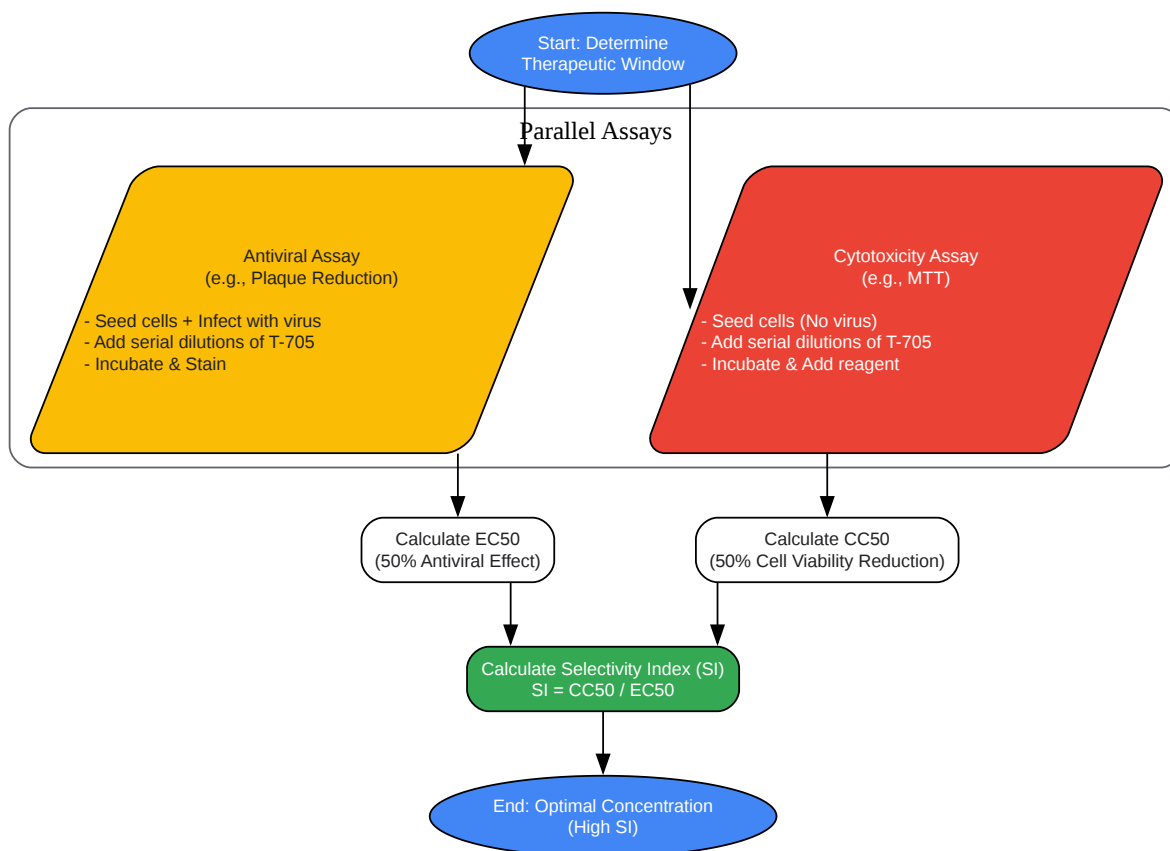 Start: Determine
Therapeutic Window
Parallel Assays
Antiviral Assay
(e.g., Plaque Reduction)
- Seed cells + Infect with virus
- Add serial dilutions of T-705
- Incubate & Stain
Cytotoxicity Assay
(e.g., MTT)
- Seed cells (No virus)
- Add serial dilutions of T-705
- Incubate & Add reagent
Calculate EC50
(50% Antiviral Effect)
Calculate CC50
(50% Cell Viability Reduction)
Calculate Selectivity Index (SI)
SI = CC50 / EC50
End: Optimal Concentration
(High SI)